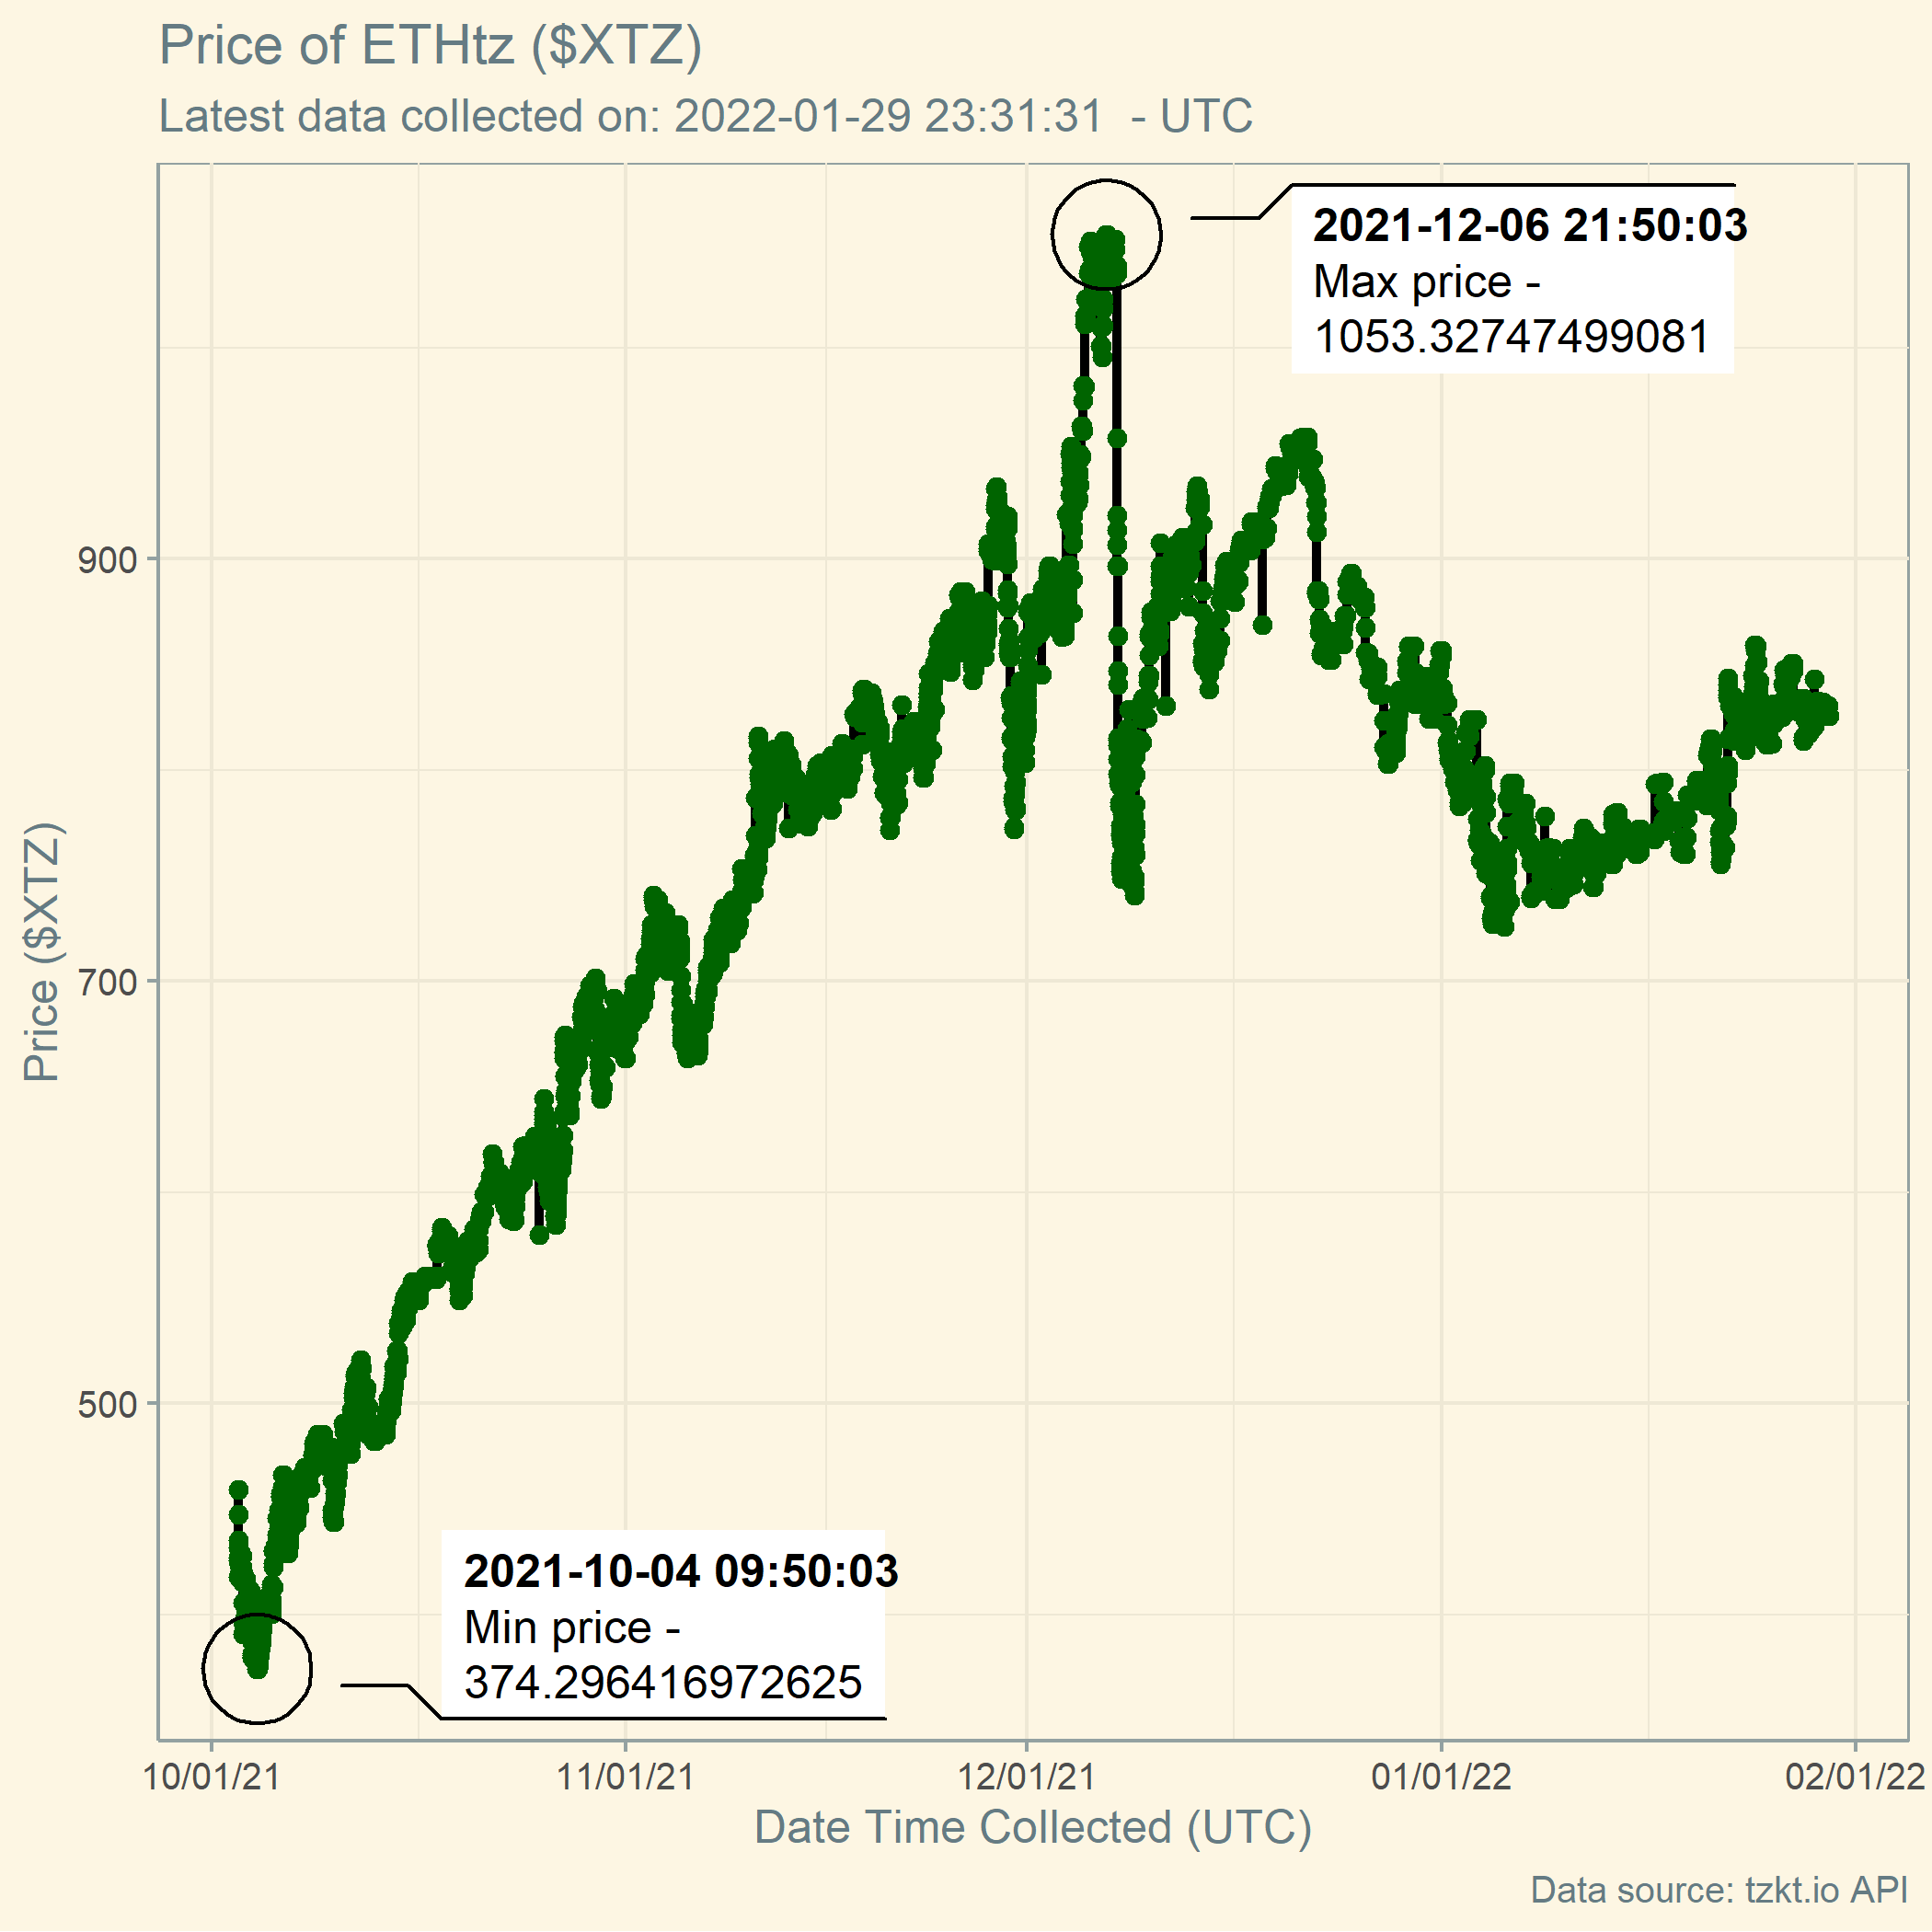 Price of ETHtz ($XTZ)
Latest data collected on: 2022-01-29 23:31:31  - UTC
2021-12-06 21:50:03
Max price -
1053.32747499081
900
700
500
Price ($XTZ)
2021-10-04 09:50:03
Min price -
374.296416972625
10/01/21 11/01/21 12/01/21 01/01/22 02/01/22
Date Time Collected (UTC)
Data source: tzkt.io API